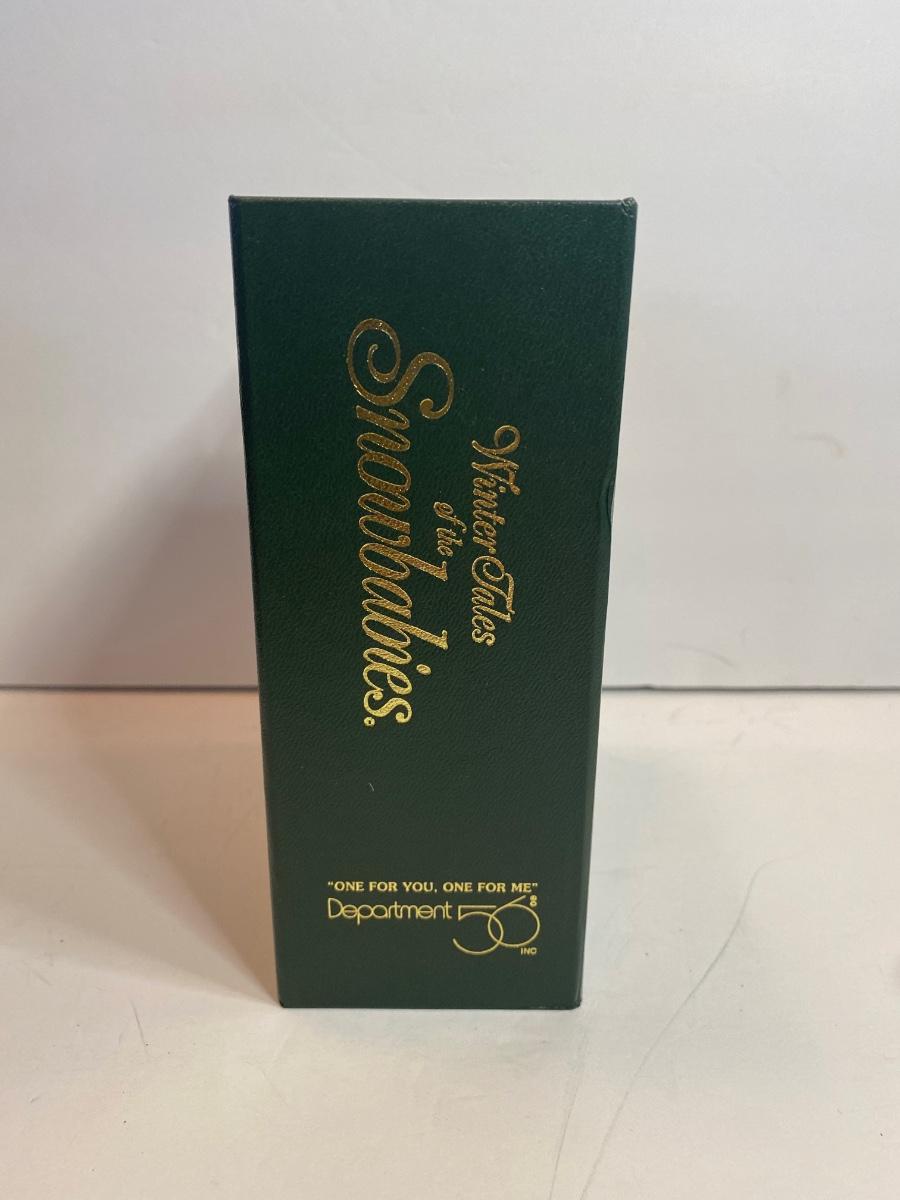 Winter Tales
of the
Snowbabies®
"ONE FOR YOU, ONE FOR ME"
Department 56®
INC